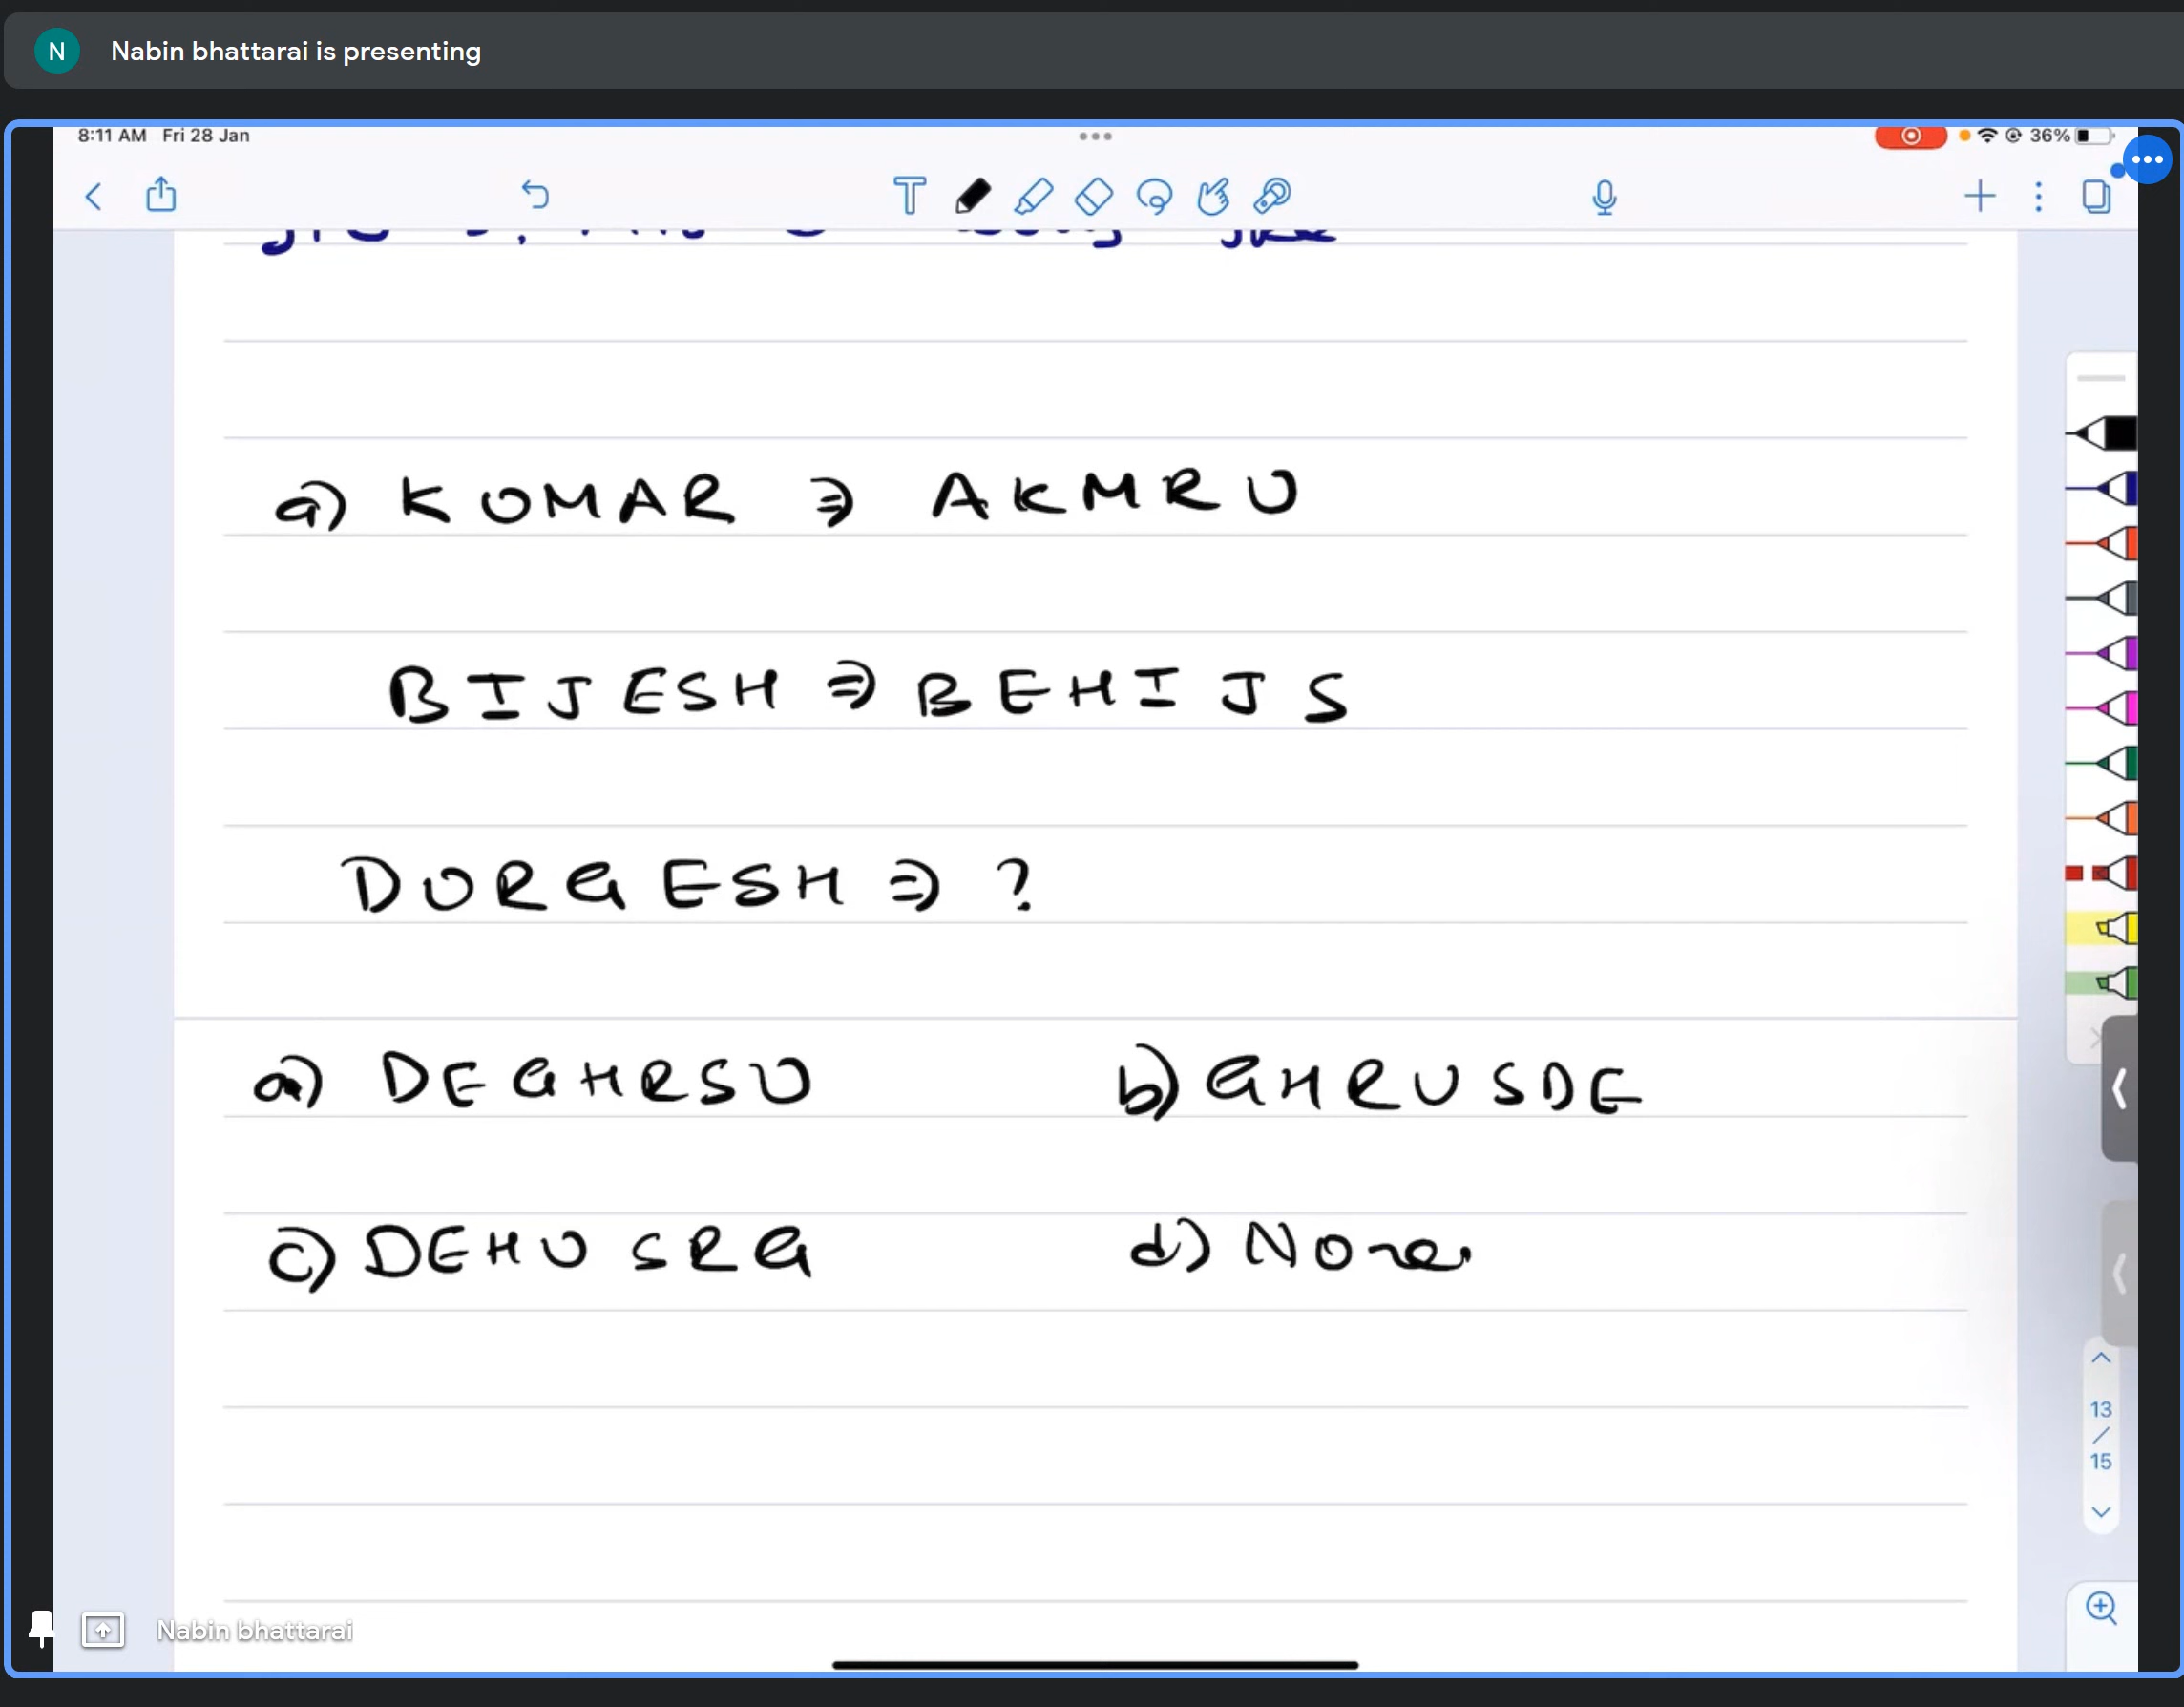 N Nabin bhattarai is presenting
8:11 AM Fri 28 Jan
36%
T
a) KUMAR ⇒ AKMRU
BIJESH ⇒ BEHIJS
DURGESH ⇒ ?
a) DEGHRSU b) GHRUSDE
c) DEHUSRG d) None
13
/
15
Nabin bhattarai